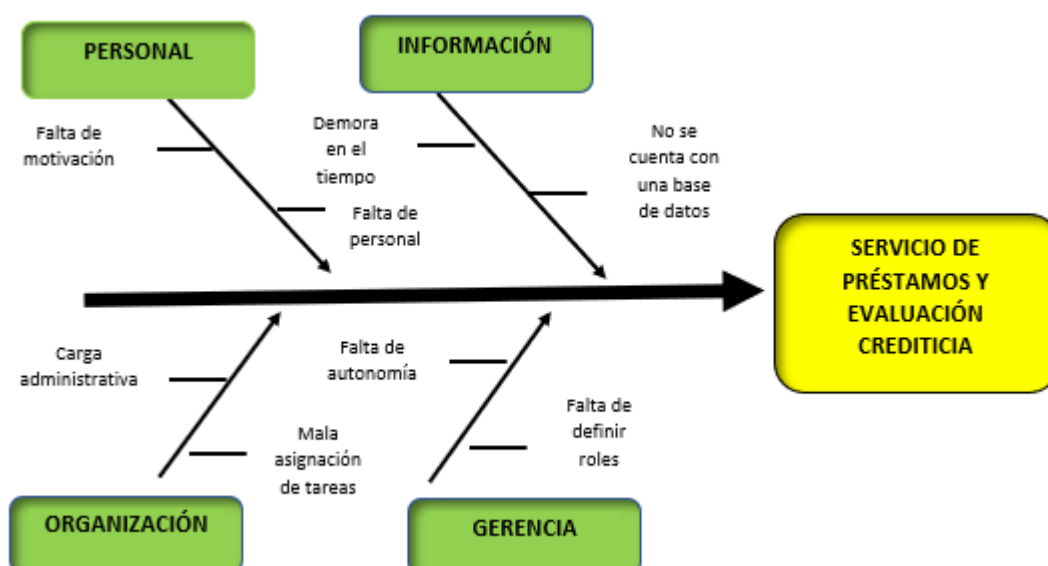 PERSONAL
INFORMACIÓN
Falta de
motivación
Demora
en el
tiempo
Falta de
personal
No se
cuenta con
una base
de datos
SERVICIO DE
PRÉSTAMOS Y
EVALUACIÓN
CREDITICIA
Carga
administrativa
Mala
asignación
de tareas
Falta de
autonomía
Falta de
definir
roles
ORGANIZACIÓN
GERENCIA